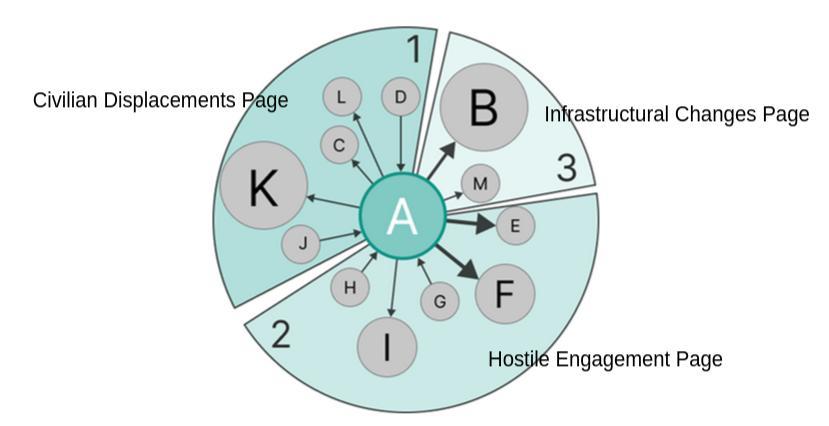 1
L
D
B
Civilian Displacements Page
Infrastructural Changes Page
C
3
K
M
A
E
J
H
G
F
2
I
Hostile Engagement Page